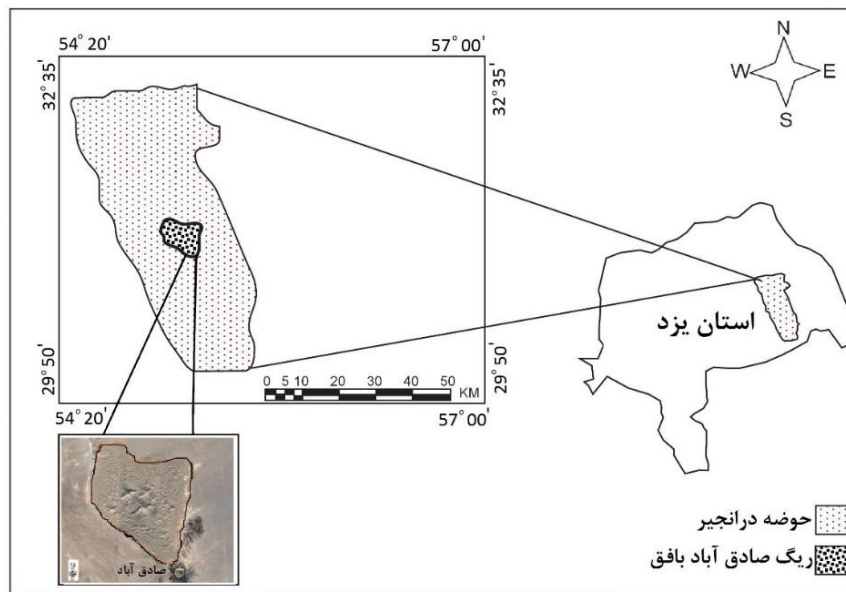 54° 20'
57° 00'
N
W
E
S
32° 35'
32° 35'
استان یزد
29° 50'
29° 50'
0 5 10 20 30 40 50
KM
54° 20'
57° 00'
صادق آباد
حوضه درانجیر
ریگ صادق آباد بافق